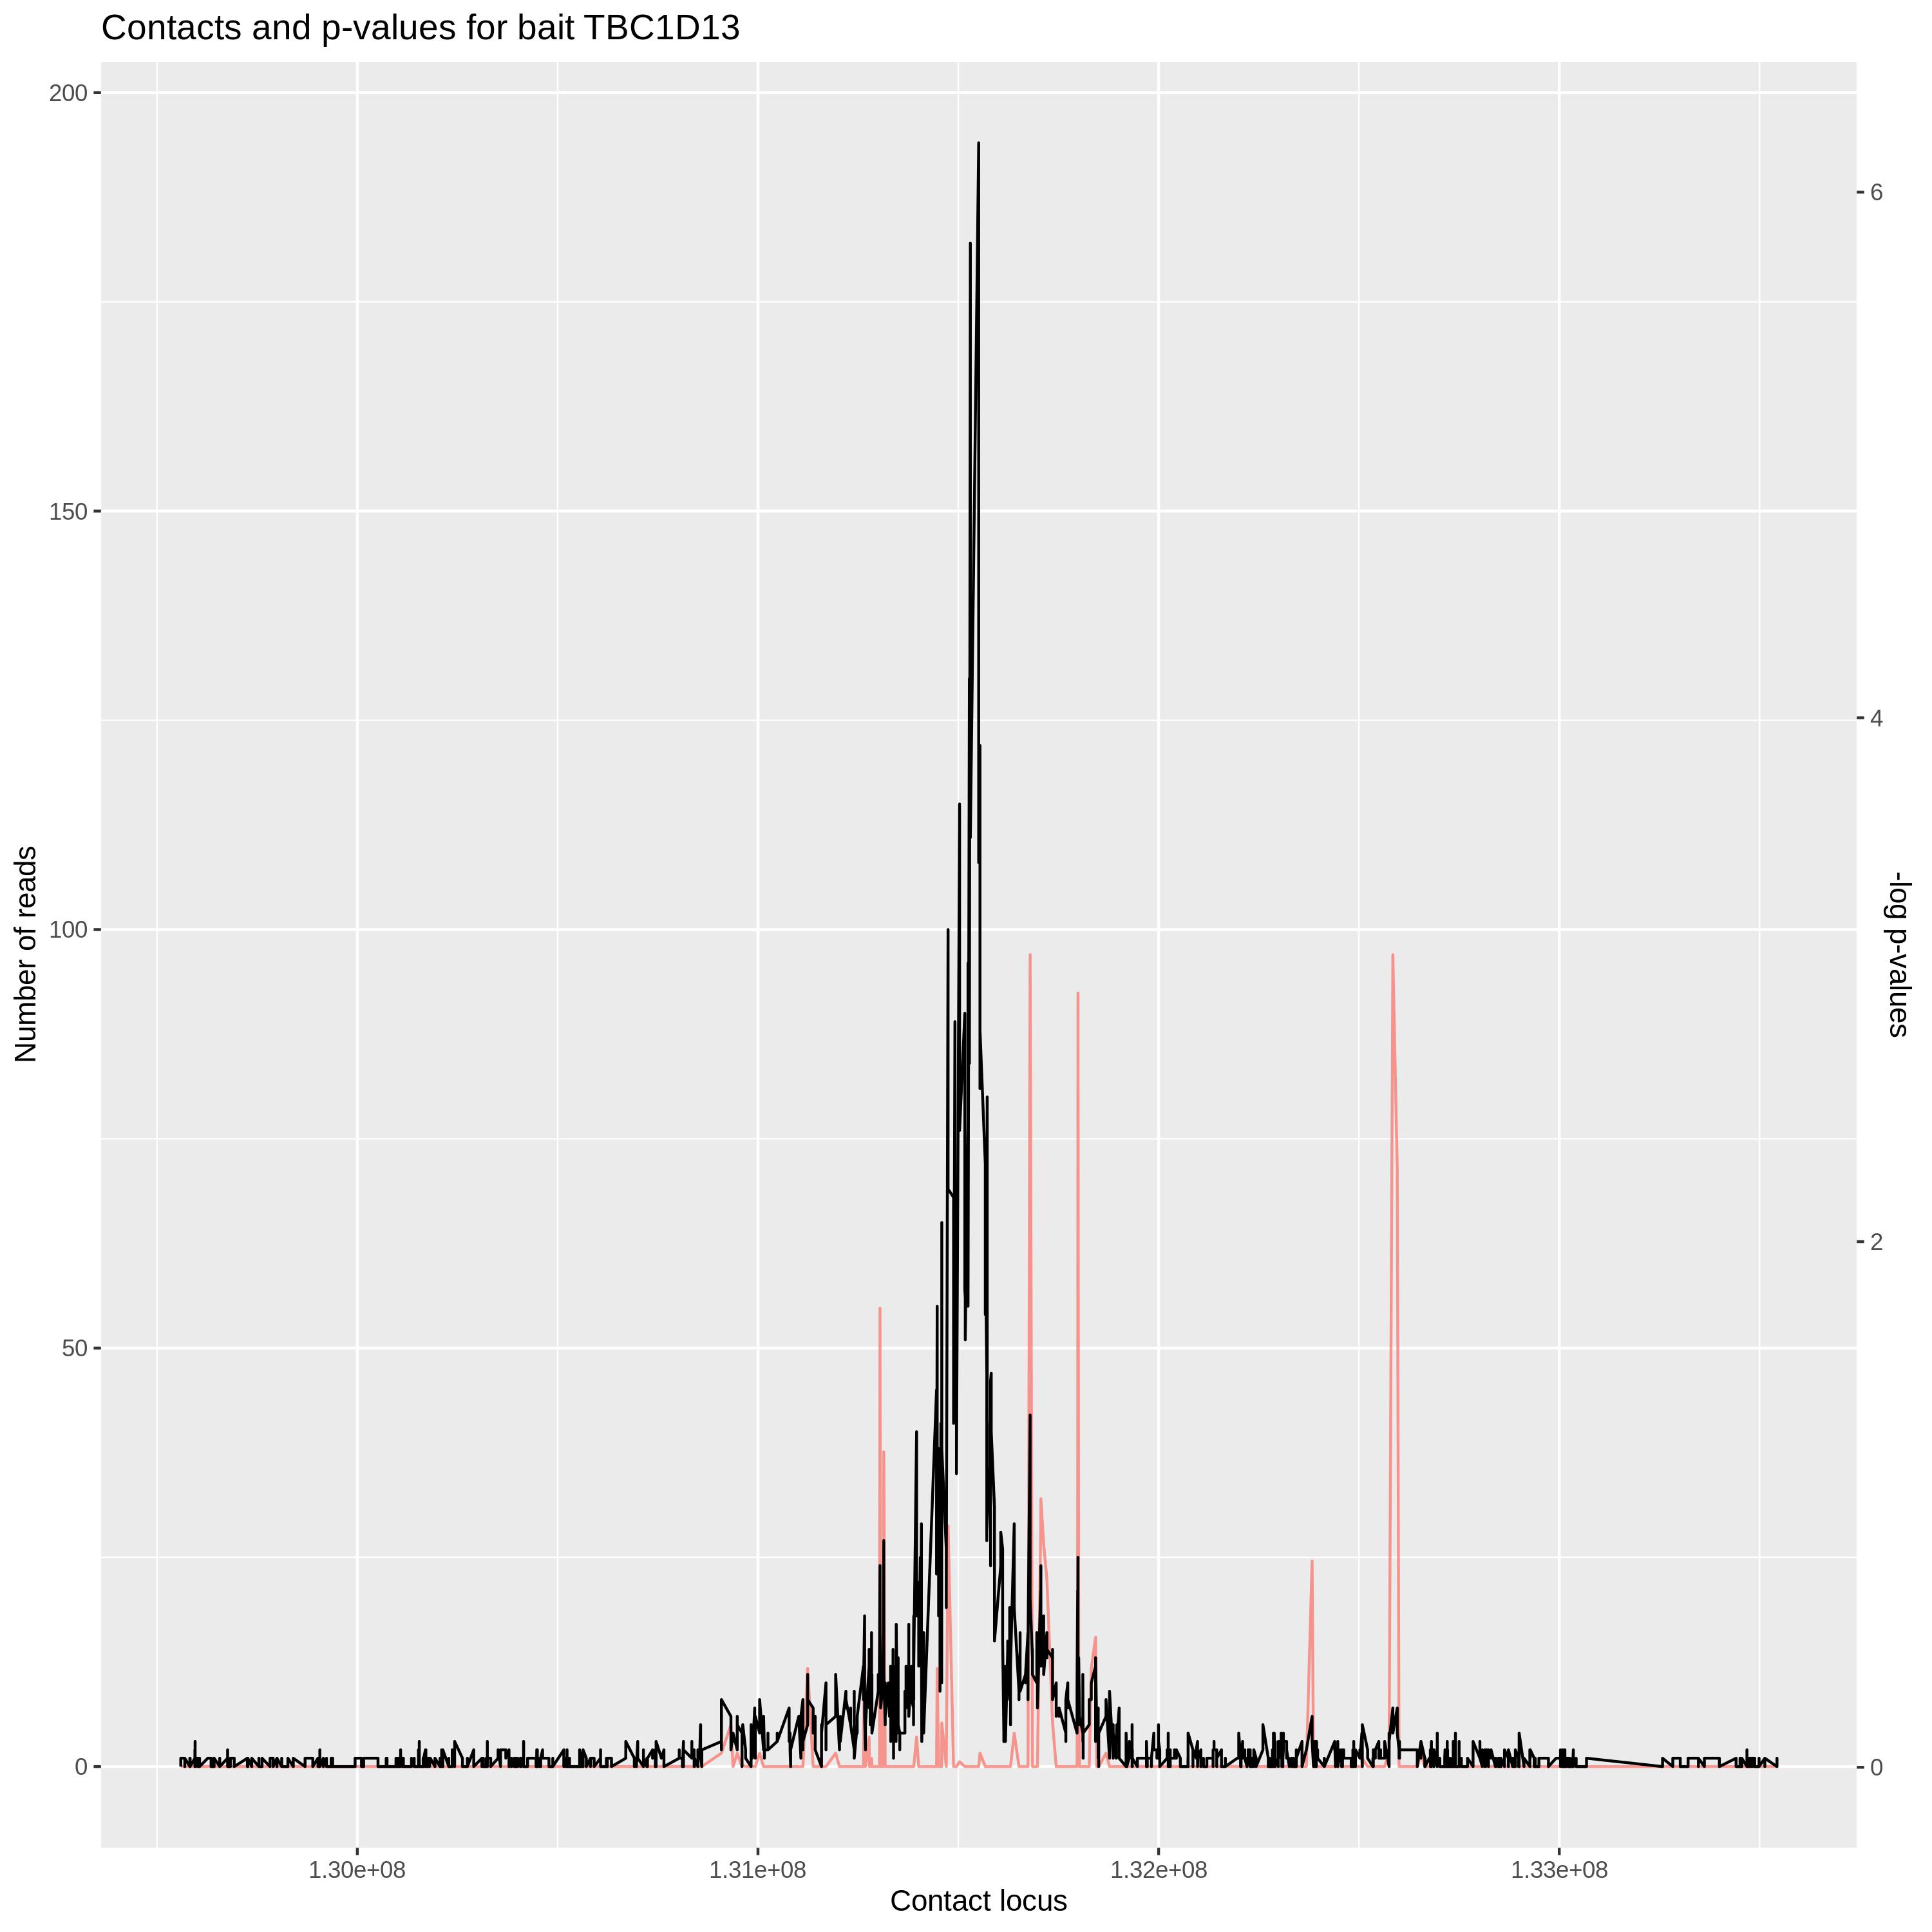 Contacts and p-values for bait TBC1D13
200
150
100
50
0
Number of reads
6
4
2
0
-log p-values
1.30e+08 1.31e+08 1.32e+08 1.33e+08
Contact locus